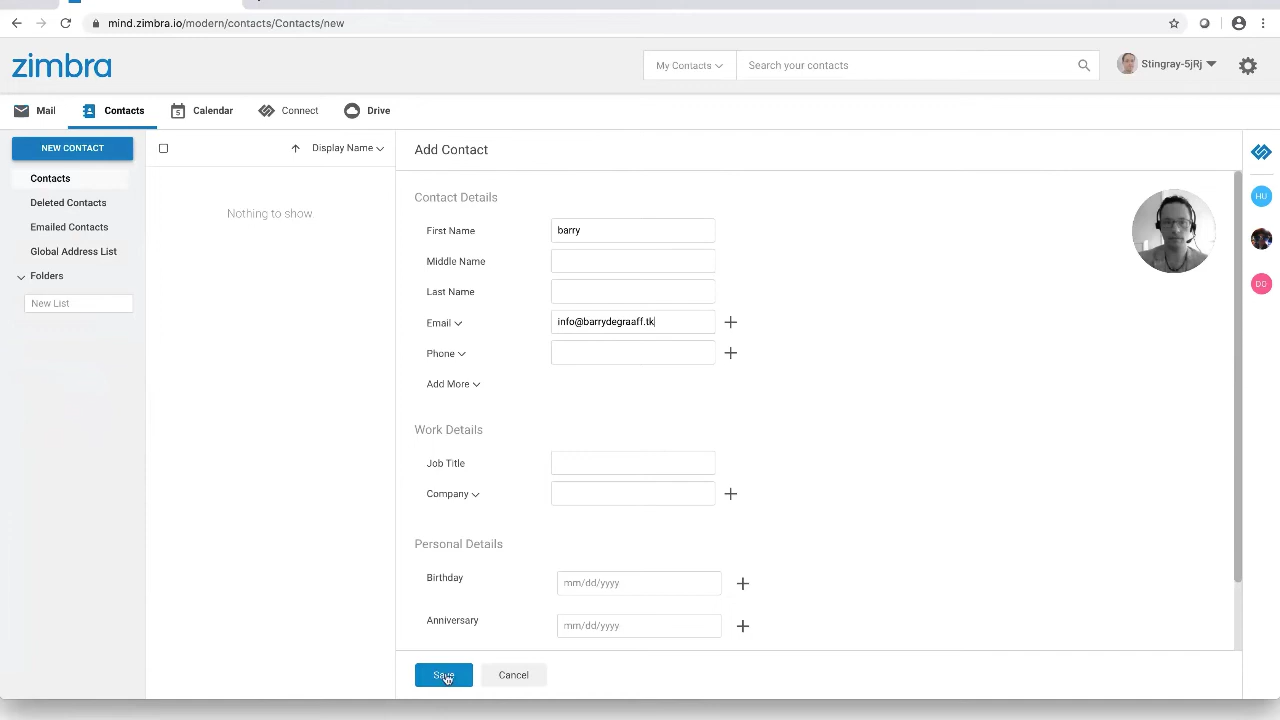 mind.zimbra.io/modern/contacts/Contacts/new
zimbra
My Contacts
Search your contacts
Stingray-5jRj
Mail
Contacts
5
Calendar
Connect
Drive
NEW CONTACT
Contacts
Deleted Contacts
Emailed Contacts
Global Address List
Folders
New List
Display Name
Nothing to show
Add Contact
Contact Details
First Name barry
Middle Name
Last Name
Email info@barrydegraaff.tk
Phone
Add More
Work Details
Job Title
Company
Personal Details
Birthday mm/dd/yyyy
Anniversary mm/dd/yyyy
Save Cancel
HU
DO